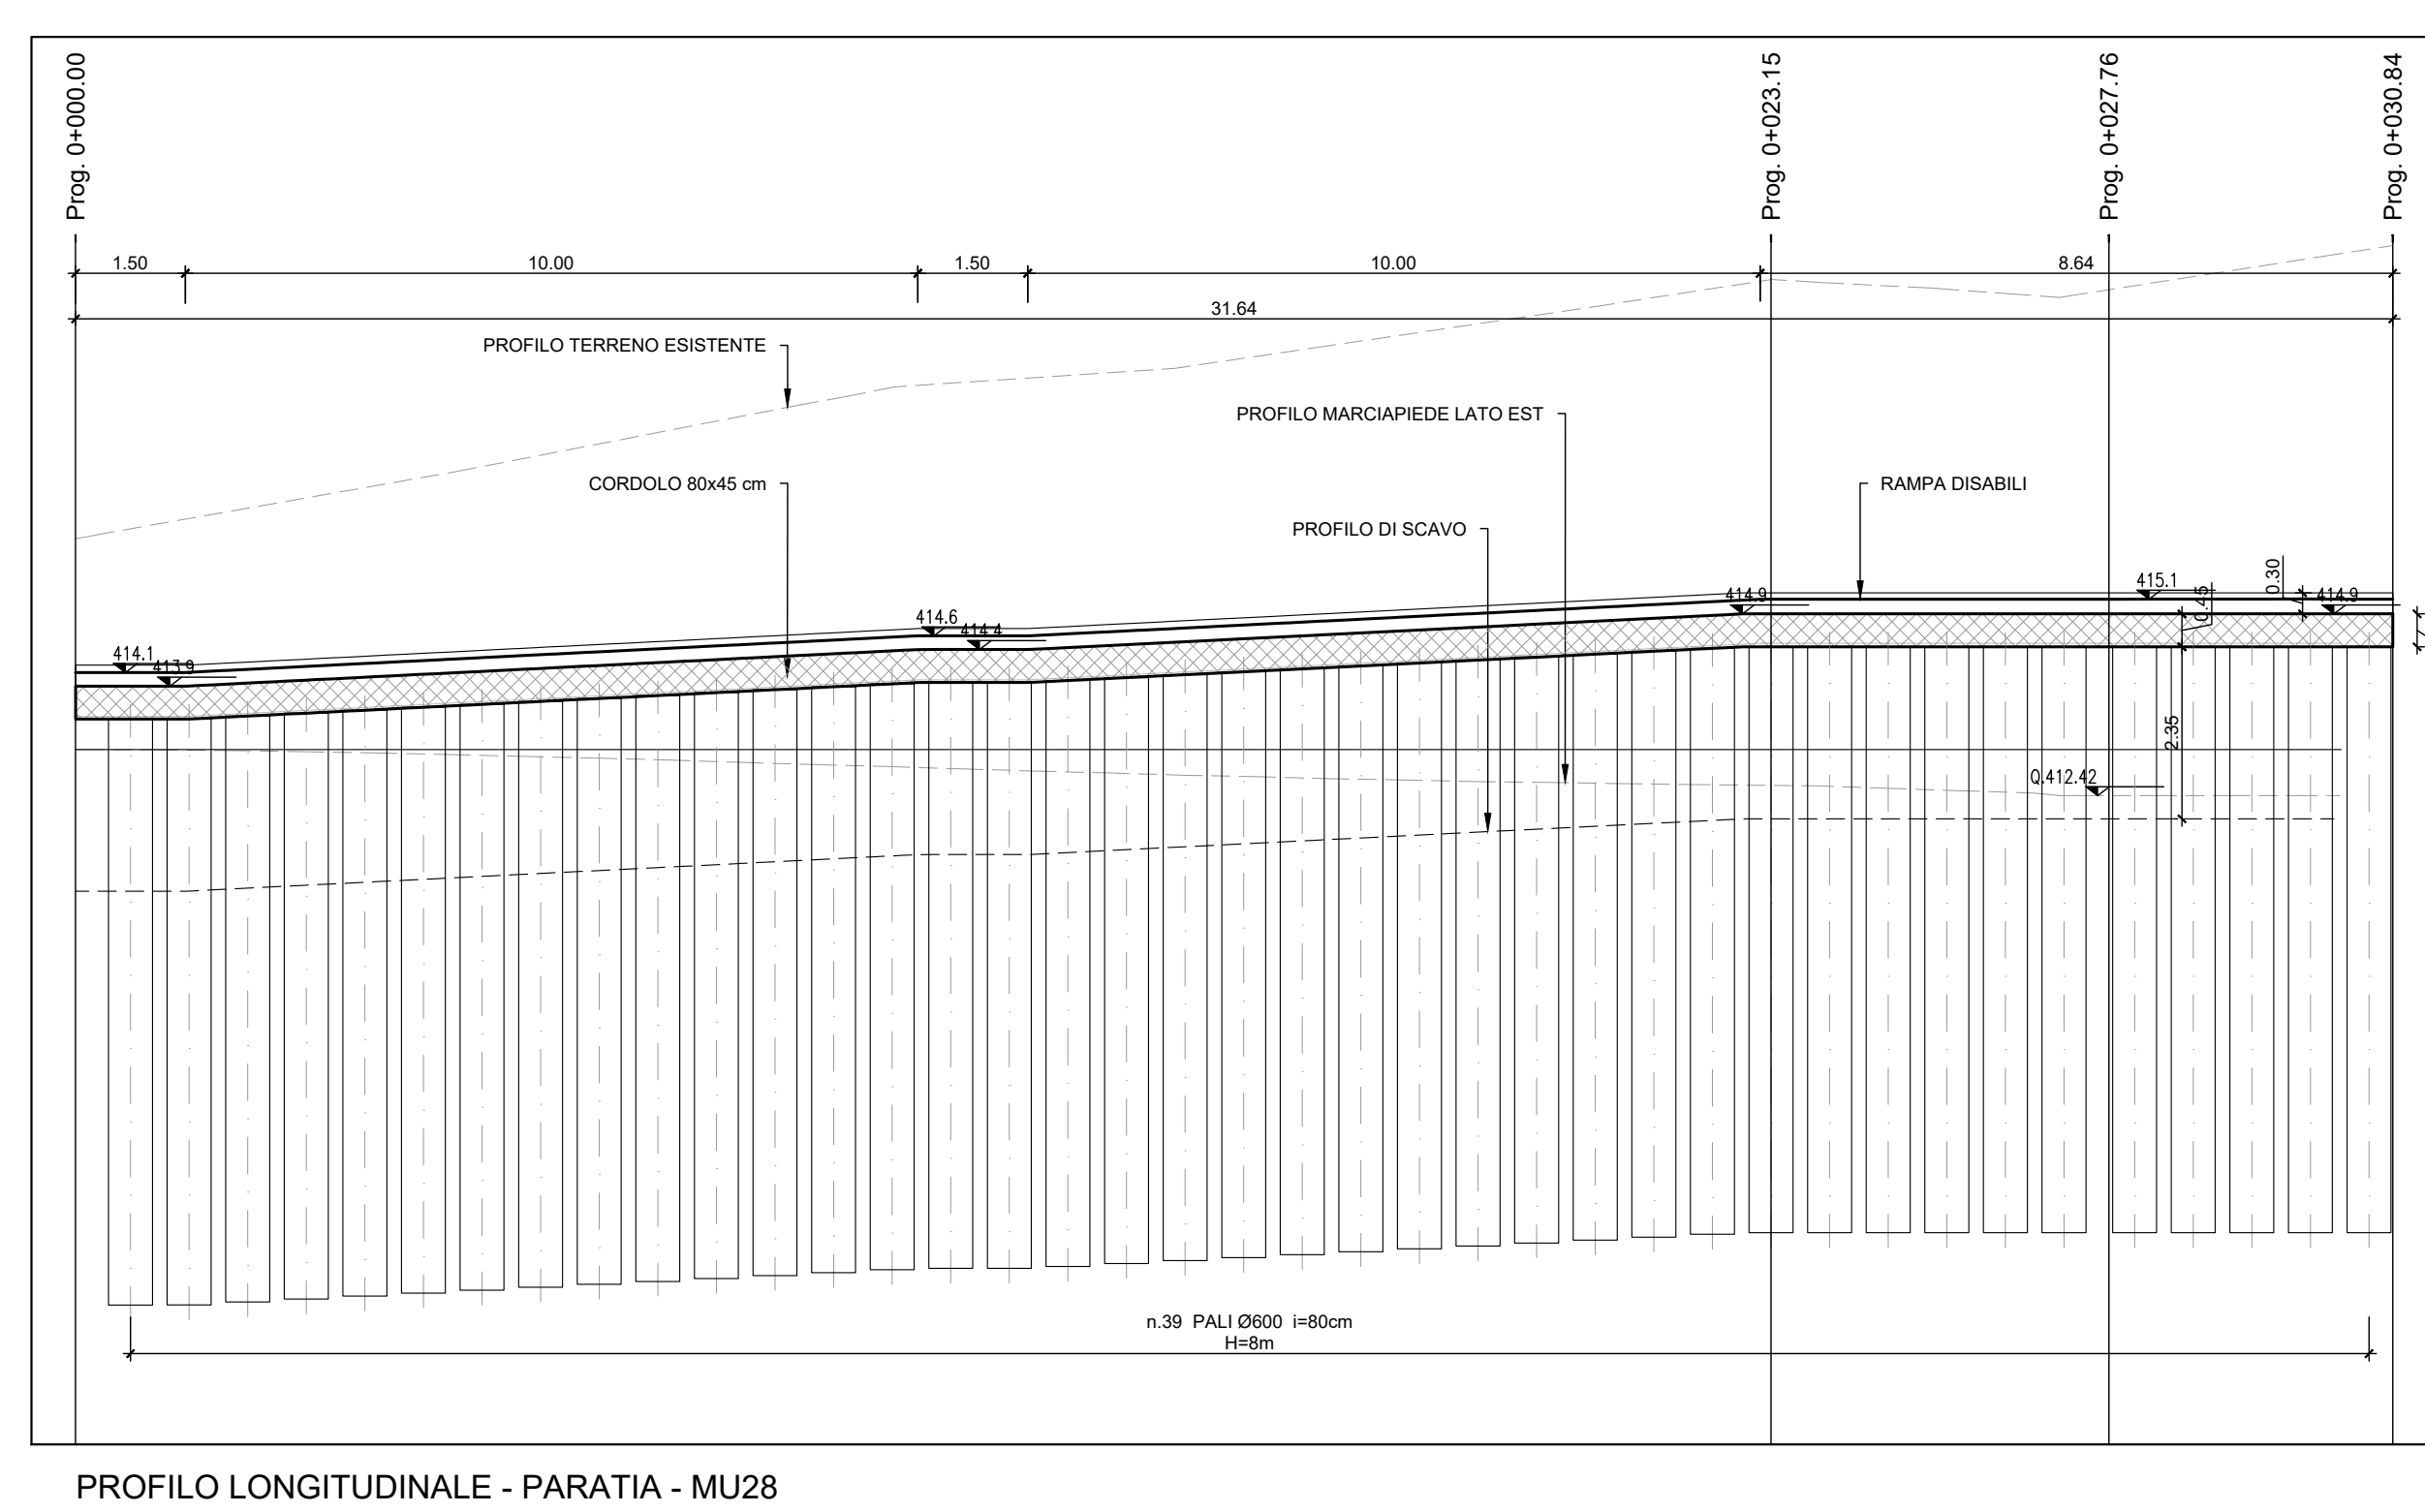 Prog. 0+000.00
Prog. 0+023.15
Prog. 0+027.76
Prog. 0+030.84
1.50
10.00
1.50
10.00
8.64
31.64
PROFILO TERRENO ESISTENTE
PROFILO MARCIAPIEDE LATO EST
CORDOLO 80x45 cm
RAMPA DISABILI
PROFILO DI SCAVO
0.30
415.1
0.45
414.9
414.9
414.6
414.4
414.1
413.9
2.35
Q.412.42
n.39 PALI Ø600 i=80cm
H=8m
PROFILO LONGITUDINALE - PARATIA - MU28